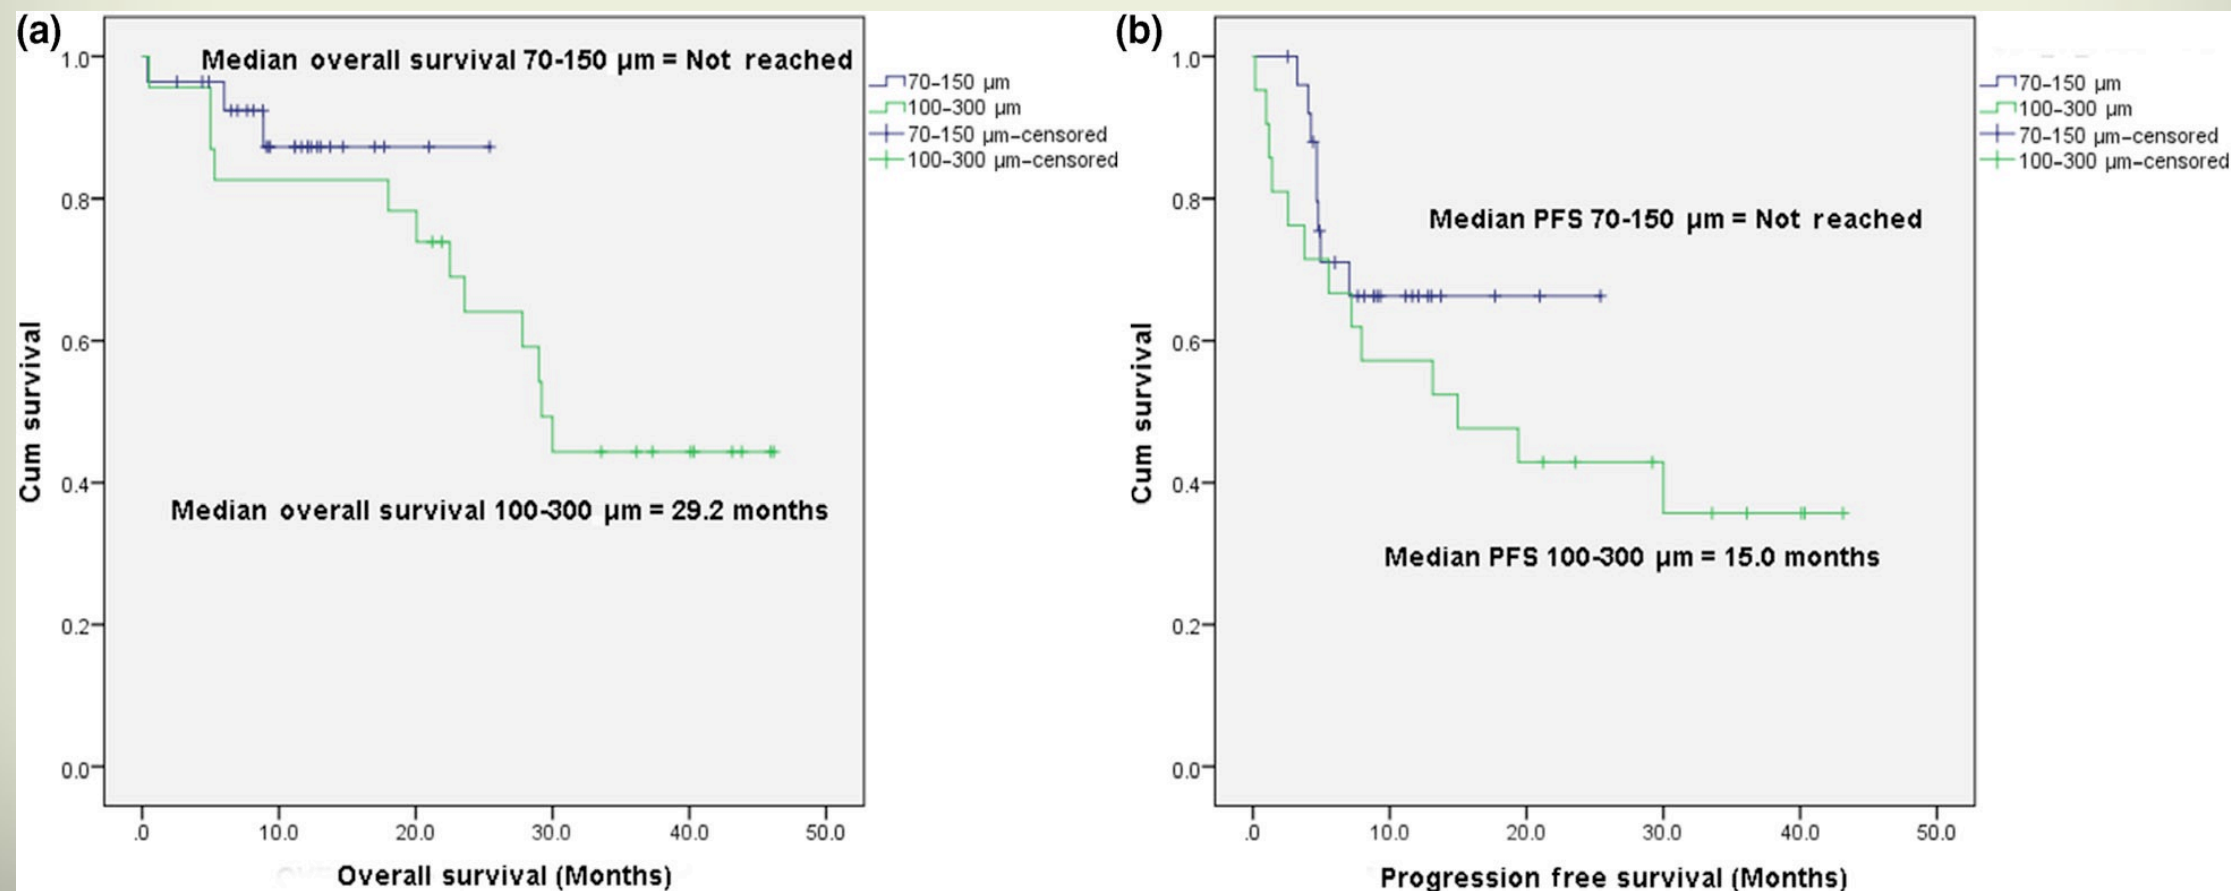 (a)
Median overall survival 70-150 µm = Not reached
1.0
0.8
0.6
0.4
0.2
0.0
Cum survival
Median overall survival 100-300 µm = 29.2 months
.0 10.0 20.0 30.0 40.0 50.0
Overall survival (Months)
70-150 µm
100-300 µm
70-150 µm-censored
100-300 µm-censored
(b)
1.0
0.8
0.6
0.4
0.2
0.0
Cum survival
Median PFS 70-150 µm = Not reached
Median PFS 100-300 µm = 15.0 months
.0 10.0 20.0 30.0 40.0 50.0
Progression free survival (Months)
70-150 µm
100-300 µm
70-150 µm-censored
100-300 µm-censored